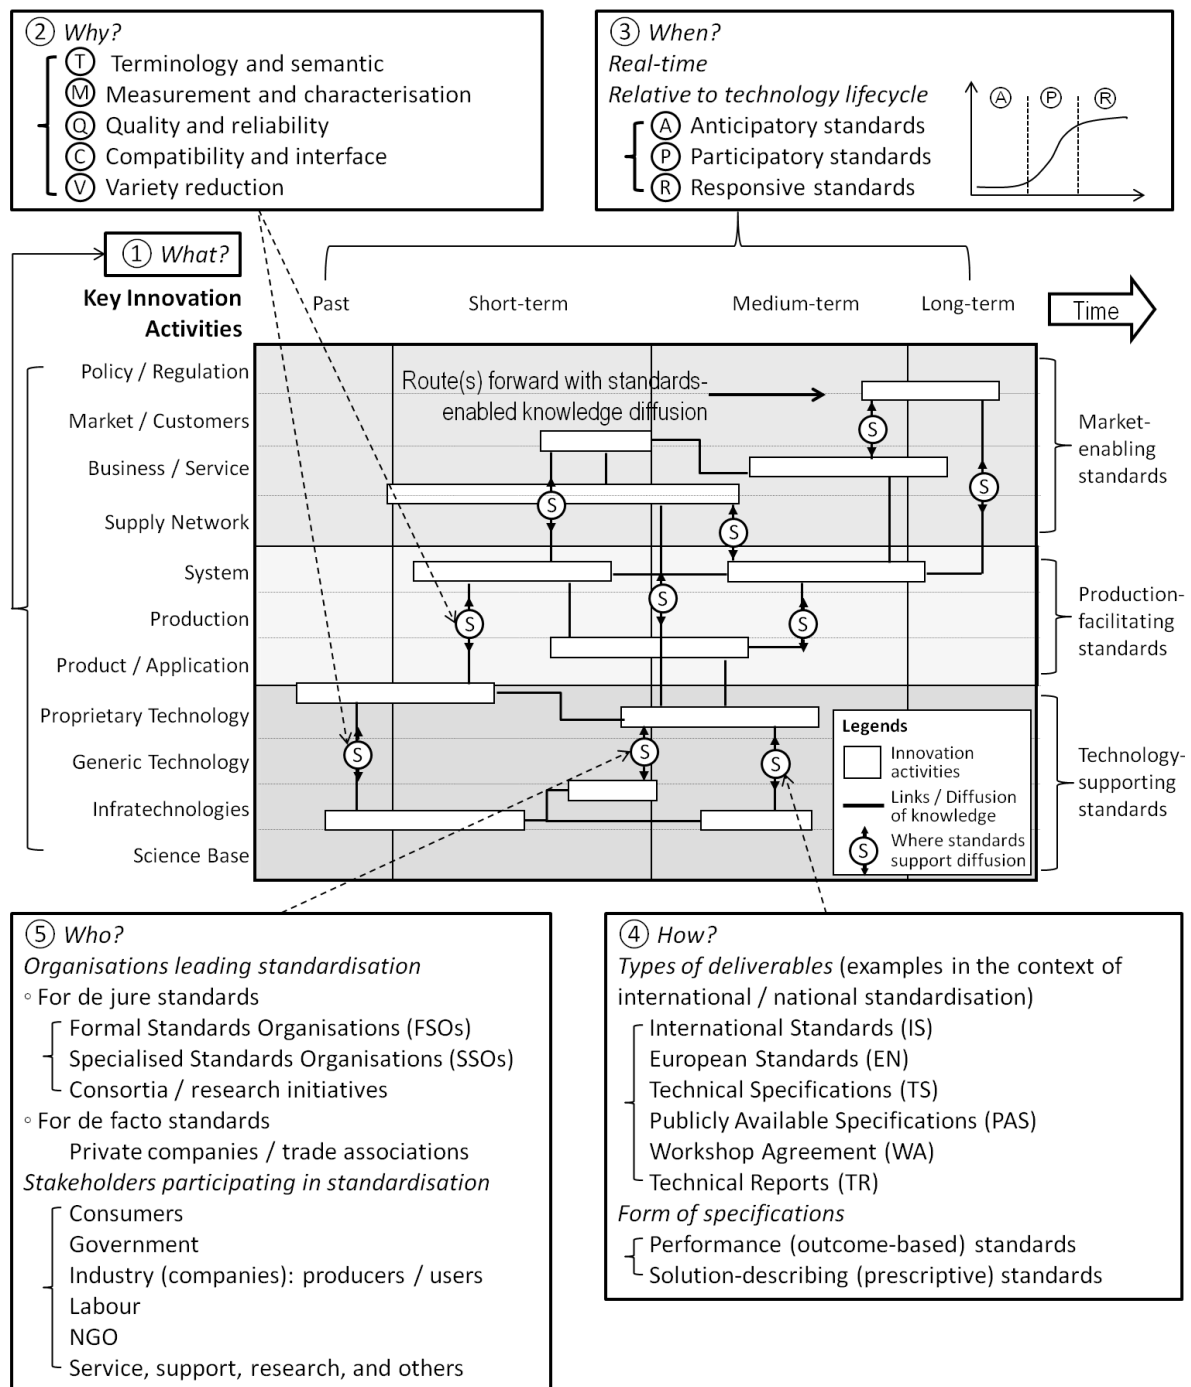 ② Why?
Ⓣ Terminology and semantic
Ⓜ Measurement and characterisation
Ⓠ Quality and reliability
Ⓒ Compatibility and interface
Ⓥ Variety reduction
③ When?
Real-time
Relative to technology lifecycle
Ⓐ Anticipatory standards
Ⓟ Participatory standards
Ⓡ Responsive standards
Ⓐ Ⓟ Ⓡ
① What?
Key Innovation
Activities
Past Short-term Medium-term Long-term
Time
Policy / Regulation
Market / Customers
Business / Service
Supply Network
System
Production
Product / Application
Proprietary Technology
Generic Technology
Infratechnologies
Science Base
Route(s) forward with standards-
enabled knowledge diffusion
S
S
S
S
S
S
S
S
S
S
Market-
enabling
standards
Production-
facilitating
standards
Technology-
supporting
standards
Legends
Innovation
activities
Links / Diffusion
of knowledge
S
Where standards
support diffusion
⑤ Who?
Organisations leading standardisation
◦ For de jure standards
Formal Standards Organisations (FSOs)
Specialised Standards Organisations (SSOs)
Consortia / research initiatives
◦ For de facto standards
Private companies / trade associations
Stakeholders participating in standardisation
Consumers
Government
Industry (companies): producers / users
Labour
NGO
Service, support, research, and others
④ How?
Types of deliverables (examples in the context of
international / national standardisation)
International Standards (IS)
European Standards (EN)
Technical Specifications (TS)
Publicly Available Specifications (PAS)
Workshop Agreement (WA)
Technical Reports (TR)
Form of specifications
Performance (outcome-based) standards
Solution-describing (prescriptive) standards